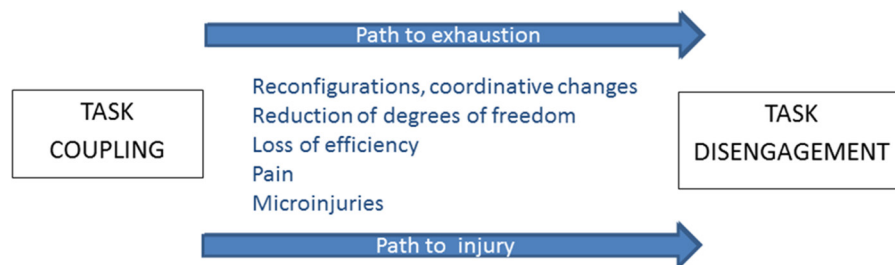 Path to exhaustion
TASK
COUPLING
Reconfigurations, coordinative changes
Reduction of degrees of freedom
Loss of efficiency
Pain
Microinjuries
TASK
DISENGAGEMENT
Path to injury